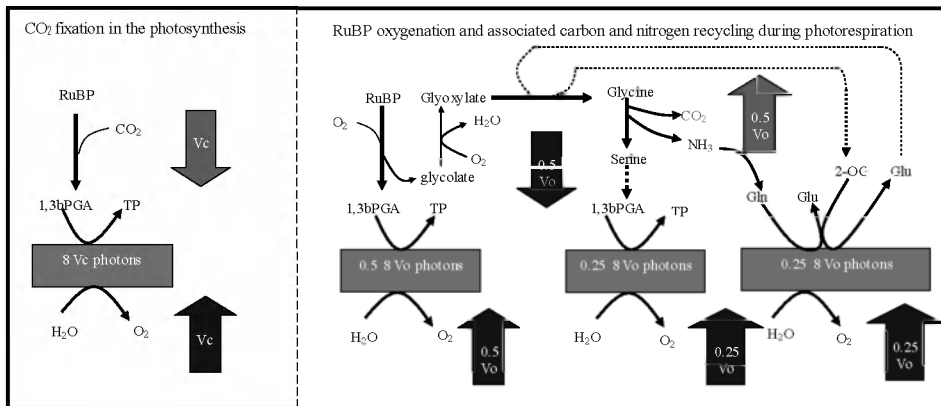 CO2 fixation in the photosynthesis
RuBP
CO2
Vc
1,3bPGA
TP
8 Vc photons
H2O
O2
Vc
RuBP oxygenation and associated carbon and nitrogen recycling during photorespiration
RuBP
Glyoxylate
Glycine
O2
H2O
CO2
0.5
Vo
O2
NH3
glycolate
0.5
Vo
Serine
2-OG
Glu
1,3bPGA
TP
1,3bPGA
TP
Gln
Glu
0.5 8 Vo photons
0.25 8 Vo photons
0.25 8 Vo photons
H2O
O2
0.5
Vo
H2O
O2
0.25
Vo
H2O
O2
0.25
Vo